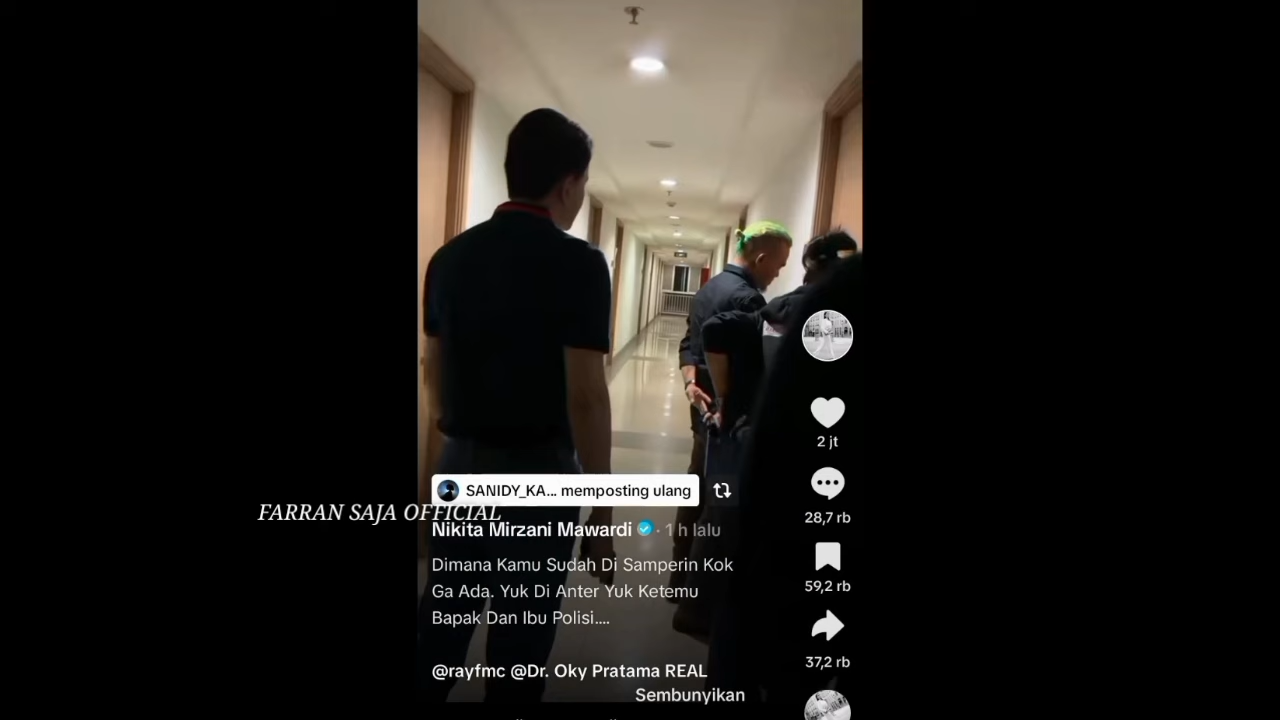 SANIDY_KA... memposting ulang
FARRAN SAJA OFFICIAL
Nikita Mirzani Mawardi · 1 h lalu
Dimana Kamu Sudah Di Samperin Kok
Ga Ada. Yuk Di Anter Yuk Ketemu
Bapak Dan Ibu Polisi....
@rayfmc @Dr. Oky Pratama REAL
Sembunyikan
2 jt
28,7 rb
59,2 rb
37,2 rb